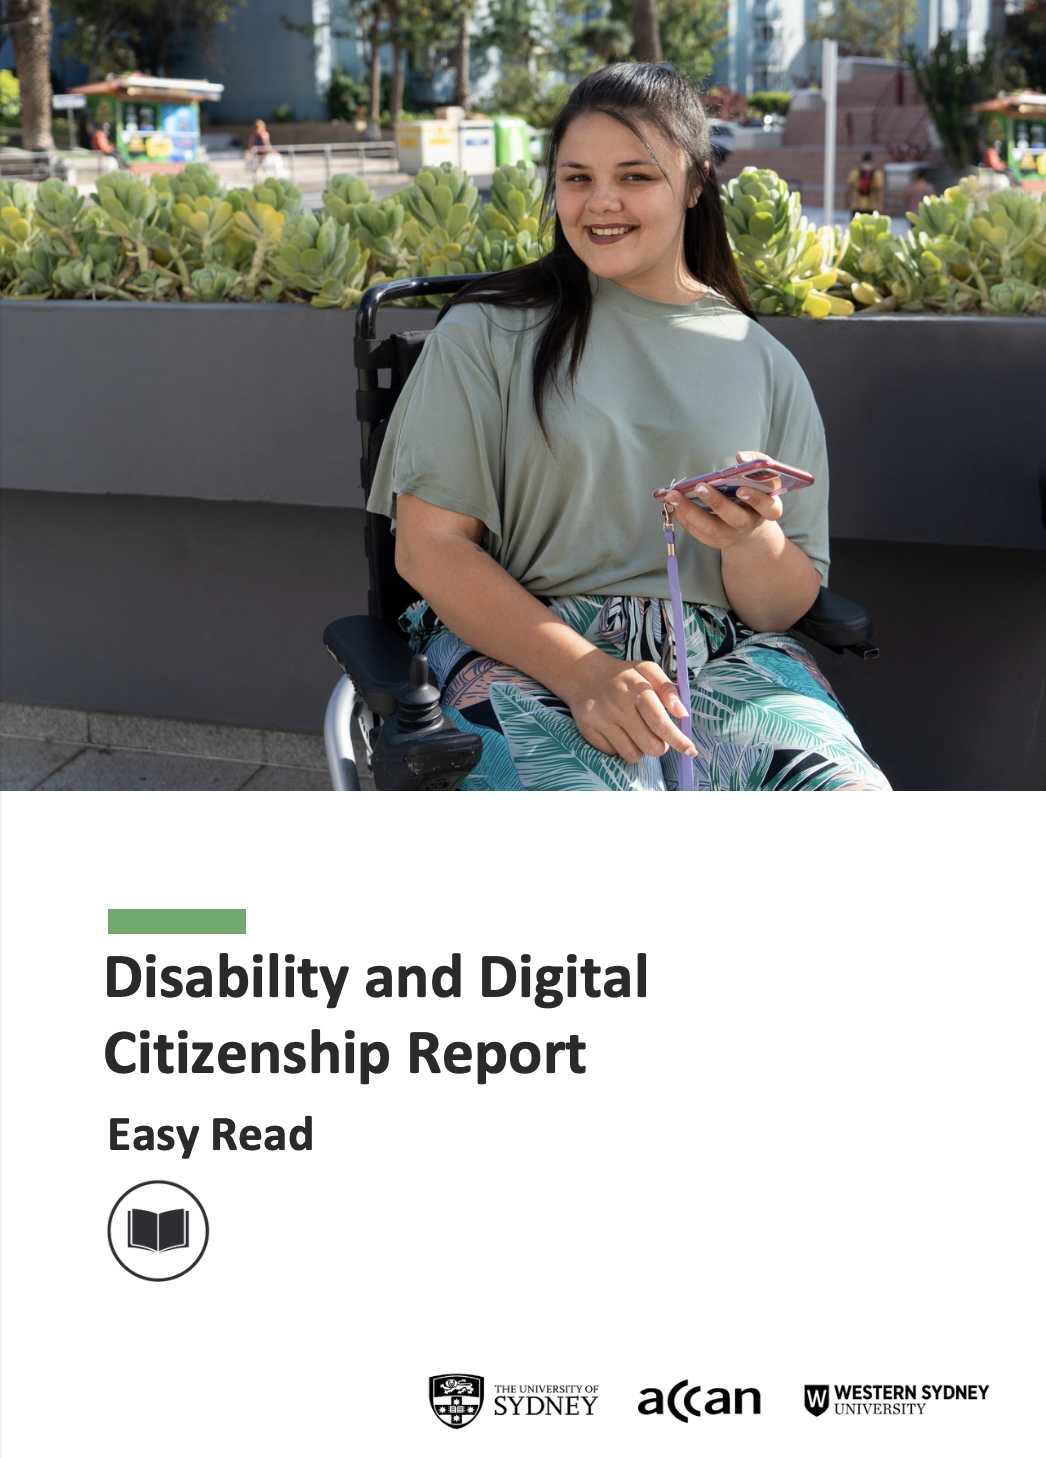 Disability and Digital
Citizenship Report
Easy Read
THE UNIVERSITY OF
SYDNEY
accan
W WESTERN SYDNEY
UNIVERSITY